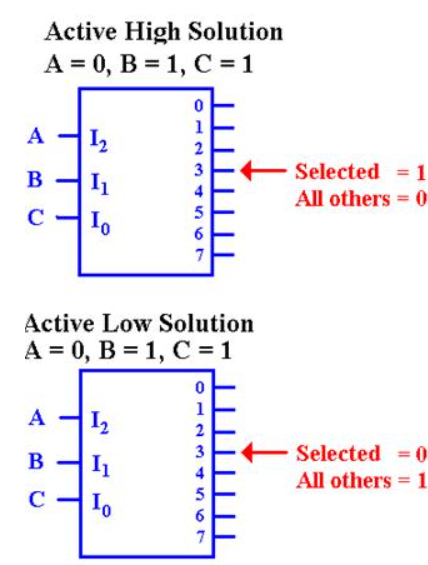 Active High Solution
A = 0, B = 1, C = 1
0
1
A I₂ 2
3 Selected = 1
B I₁ 4
All others = 0
C I₀ 5
6
7
Active Low Solution
A = 0, B = 1, C = 1
0
1
A I₂ 2
3 Selected = 0
B I₁ 4
All others = 1
C I₀ 5
6
7